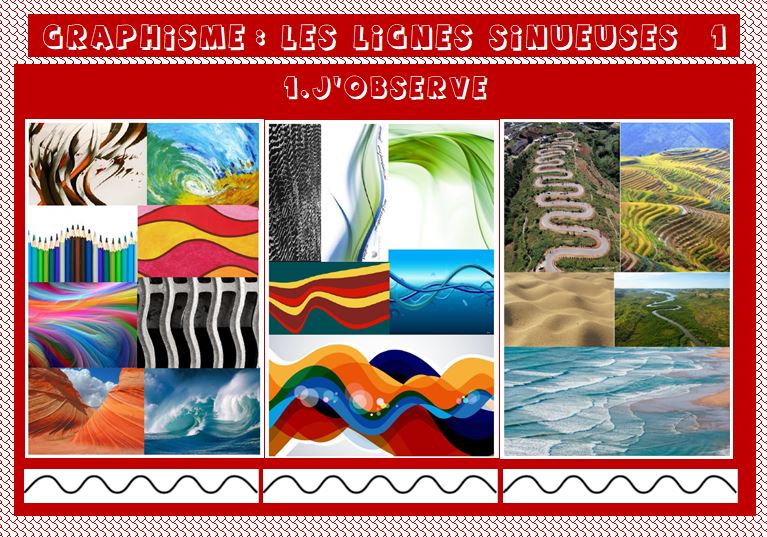 GRAPHiSME : LES LiGNES SiNUEUSES 1
1.J'OBSERVE